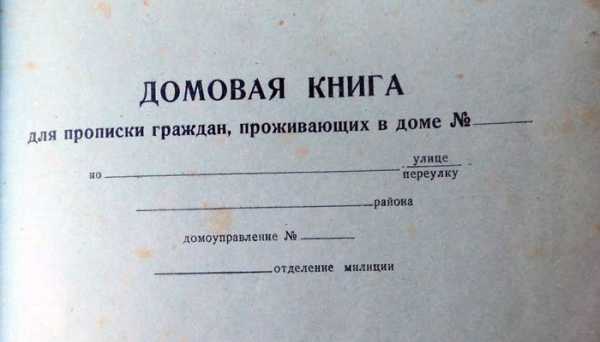 ДОМОВАЯ КНИГА
для прописки граждан, проживающих в доме №
по улице
переулку
района
домоуправление №
отделение милиции